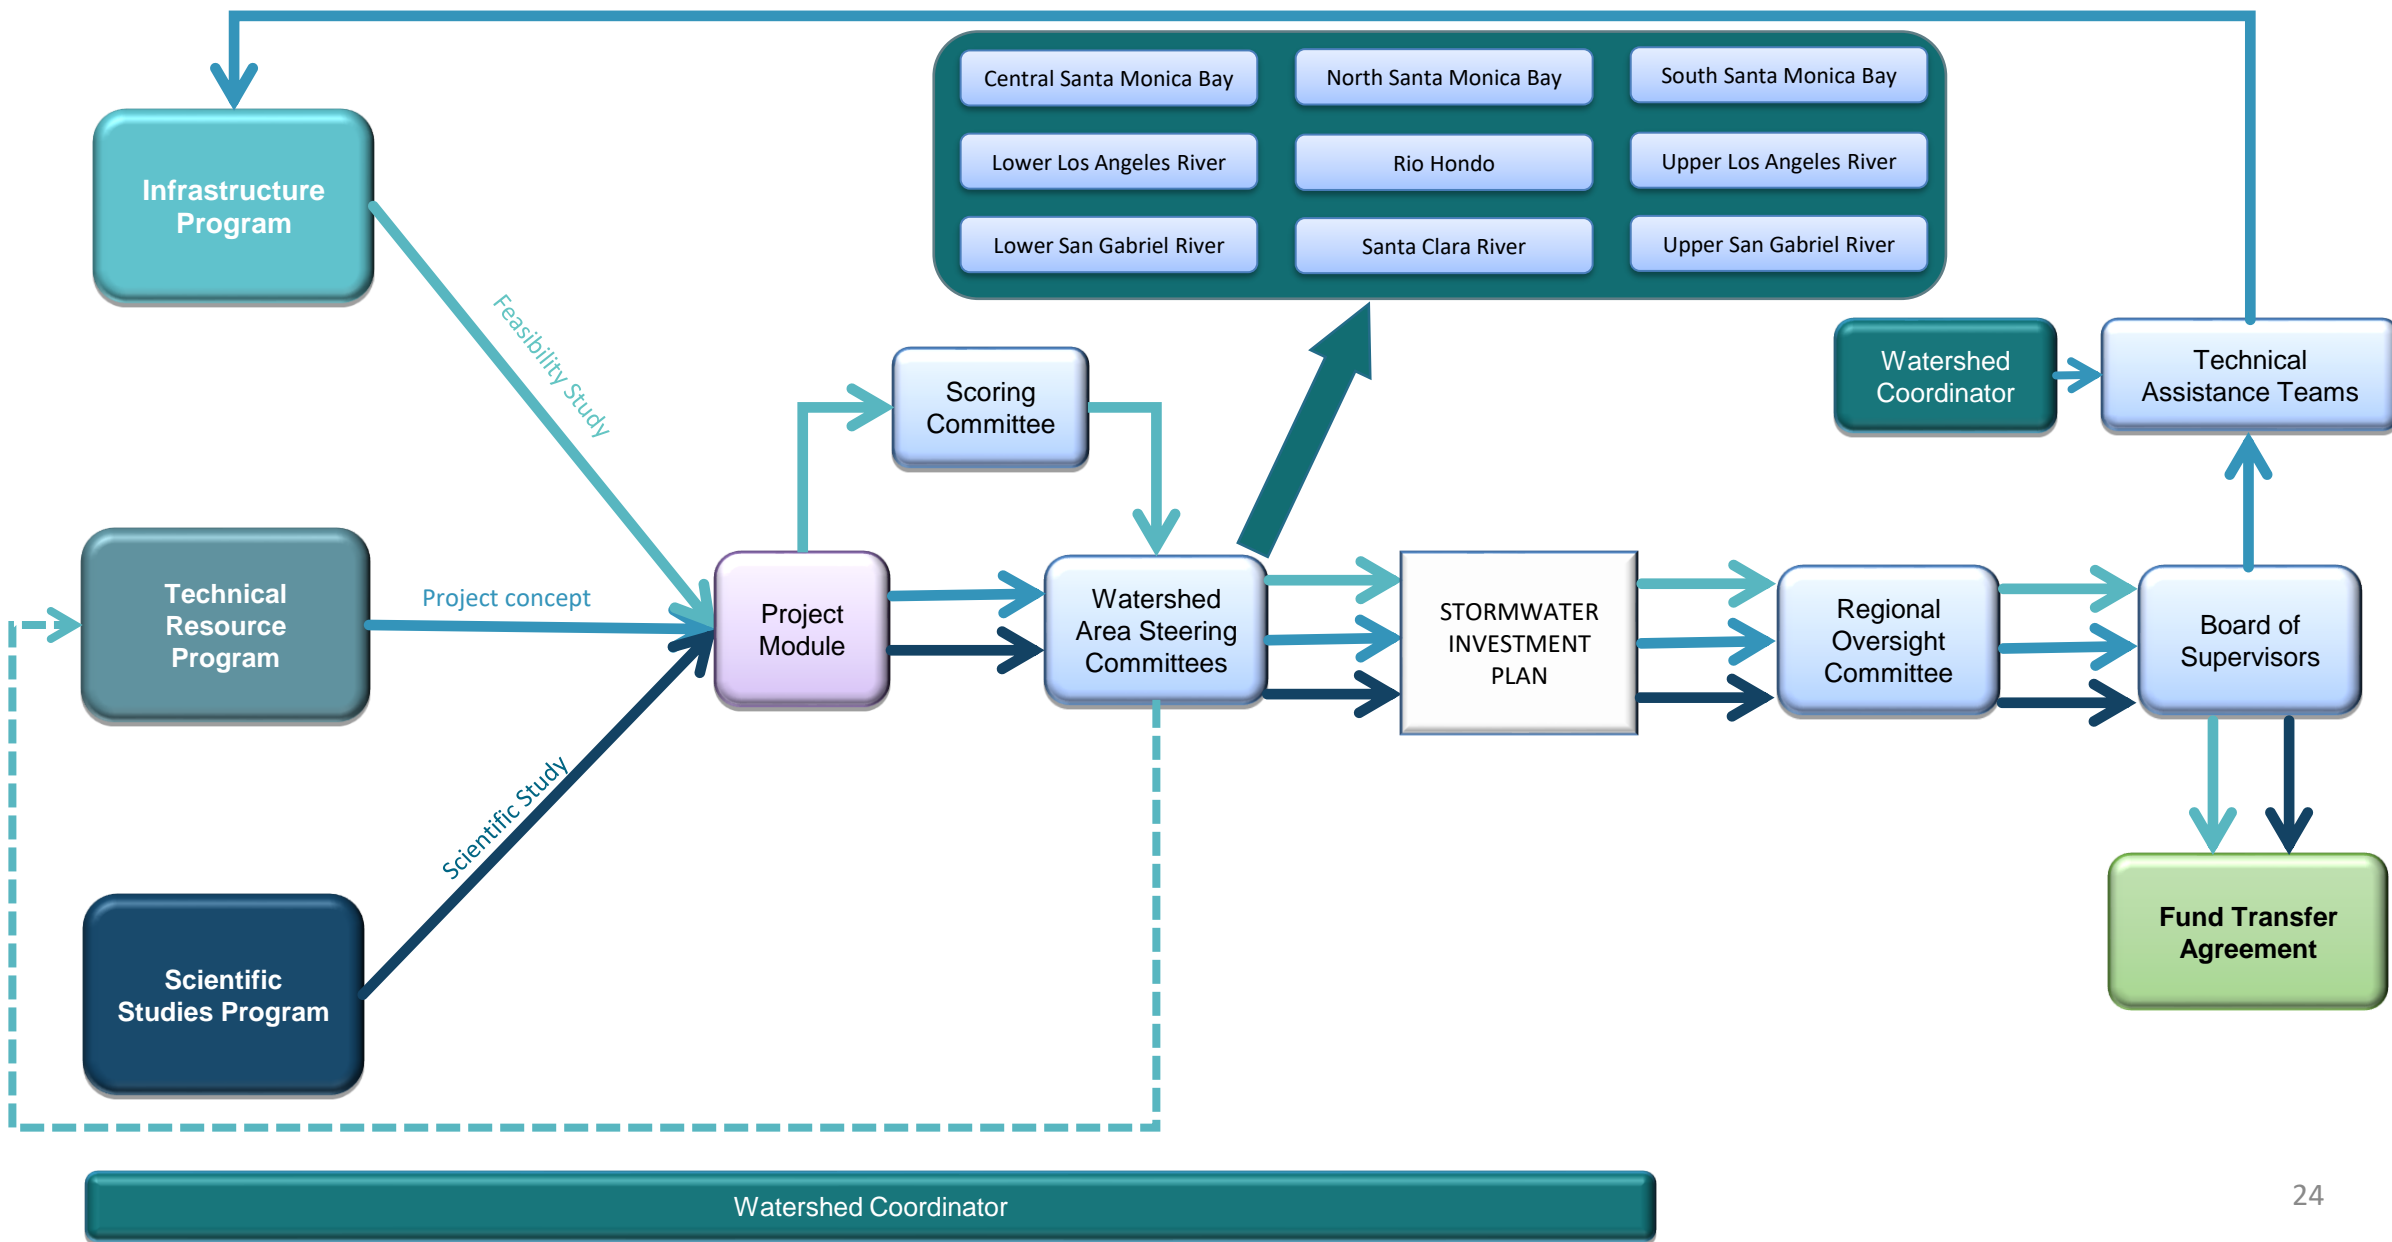 Central Santa Monica Bay
North Santa Monica Bay
South Santa Monica Bay
Lower Los Angeles River
Rio Hondo
Upper Los Angeles River
Lower San Gabriel River
Santa Clara River
Upper San Gabriel River
Infrastructure
Program
Feasibility Study
Scoring
Committee
Watershed
Coordinator
Technical
Assistance Teams
Technical
Resource
Program
Project concept
Project
Module
Watershed
Area Steering
Committees
STORMWATER
INVESTMENT
PLAN
Regional
Oversight
Committee
Board of
Supervisors
Scientific Study
Scientific
Studies Program
Fund Transfer
Agreement
Watershed Coordinator
24